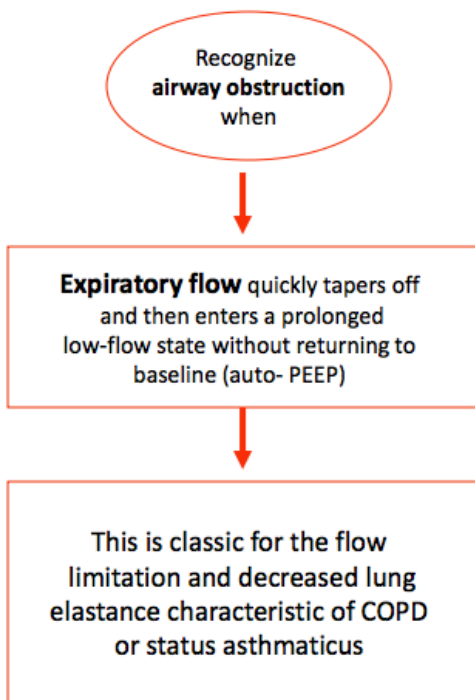 Recognize
airway obstruction
when
Expiratory flow quickly tapers off
and then enters a prolonged
low-flow state without returning to
baseline (auto- PEEP)
This is classic for the flow
limitation and decreased lung
elastance characteristic of COPD
or status asthmaticus